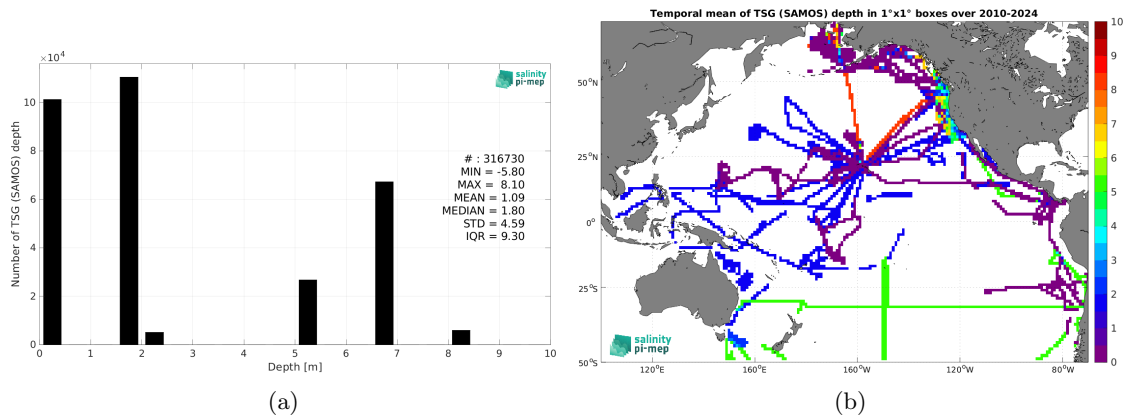 ×10⁴
Number of TSG (SAMOS) depth
10
8
6
4
2
0
0 1 2 3 4 5 6 7 8 9 10
Depth [m]
salinity
pi-mep
# : 316730
MIN = -5.80
MAX = 8.10
MEAN = 1.09
MEDIAN = 1.80
STD = 4.59
IQR = 9.30
(a)
Temporal mean of TSG (SAMOS) depth in 1°x1° boxes over 2010-2024
50°N
25°N
0°
25°S
50°S
120°E 160°E 160°W 120°W 80°W
salinity
pi-mep
10
9
8
7
6
5
4
3
2
1
0
(b)